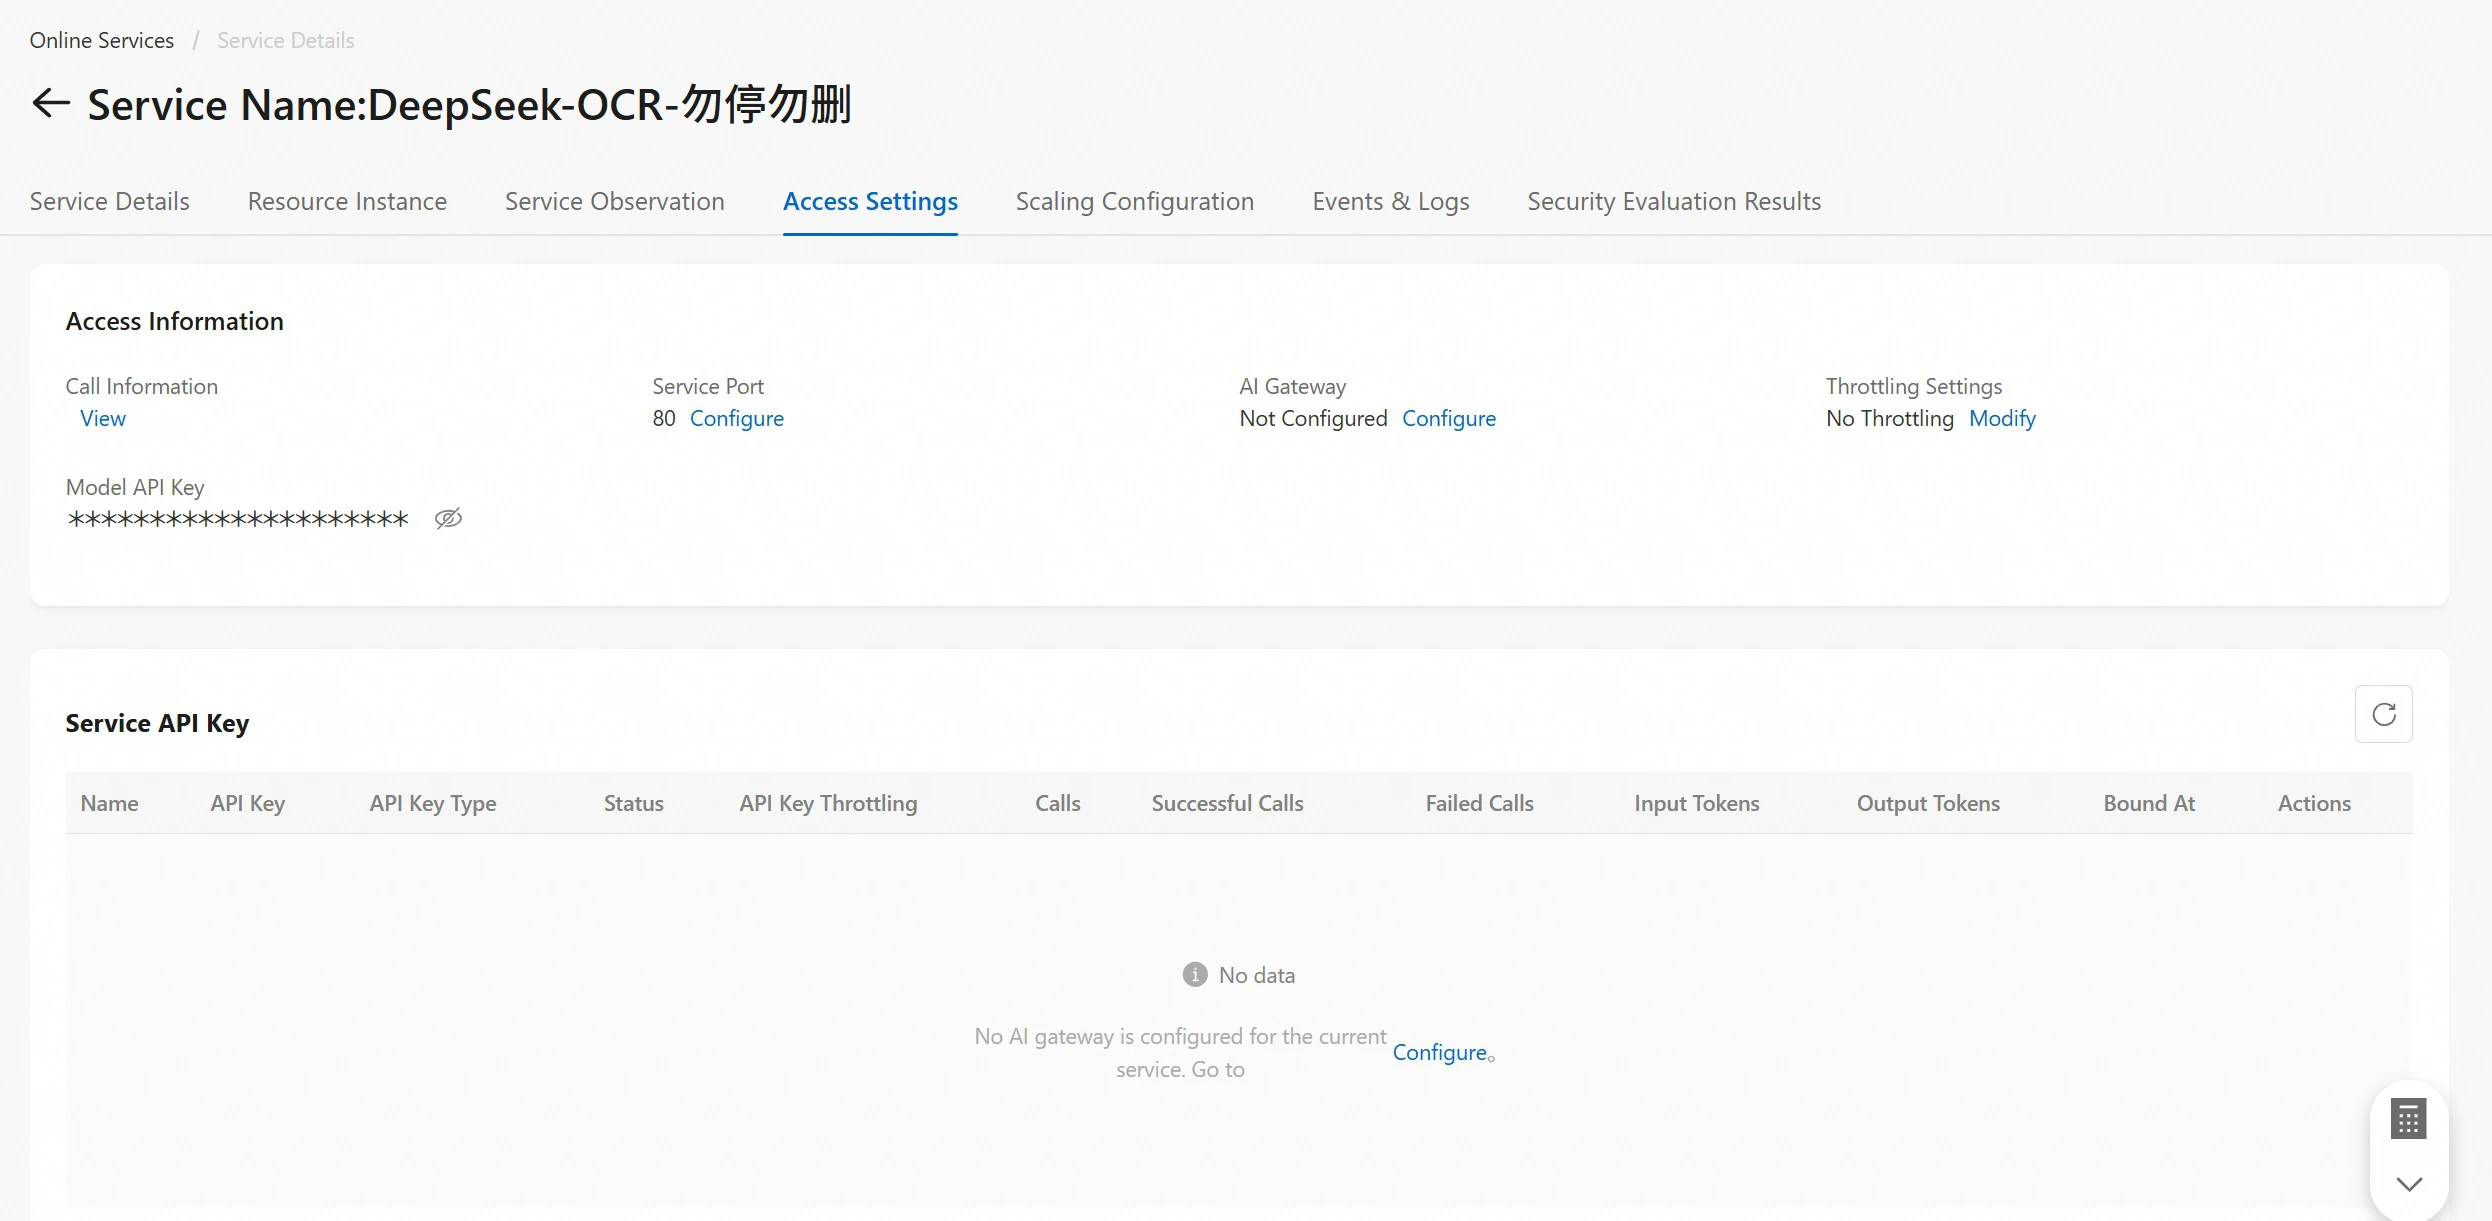 Online Services / Service Details
Service Name:DeepSeek-OCR-勿停勿删
Service Details Resource Instance Service Observation Access Settings Scaling Configuration Events & Logs Security Evaluation Results
Access Information
Call Information Service Port AI Gateway Throttling Settings
View 80 Configure Not Configured Configure No Throttling Modify
Model API Key
*********************
Service API Key
Name API Key API Key Type Status API Key Throttling Calls Successful Calls Failed Calls Input Tokens Output Tokens Bound At Actions
No data
No AI gateway is configured for the current
service. Go to
Configure。